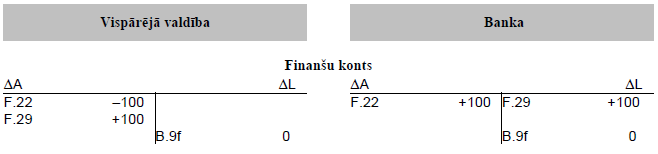 Vispārējā valdība Banka
Finanšu konts
ΔA ΔL ΔA ΔL
F.22 –100 F.22 +100 F.29 +100
F.29 +100
B.9f 0 B.9f 0